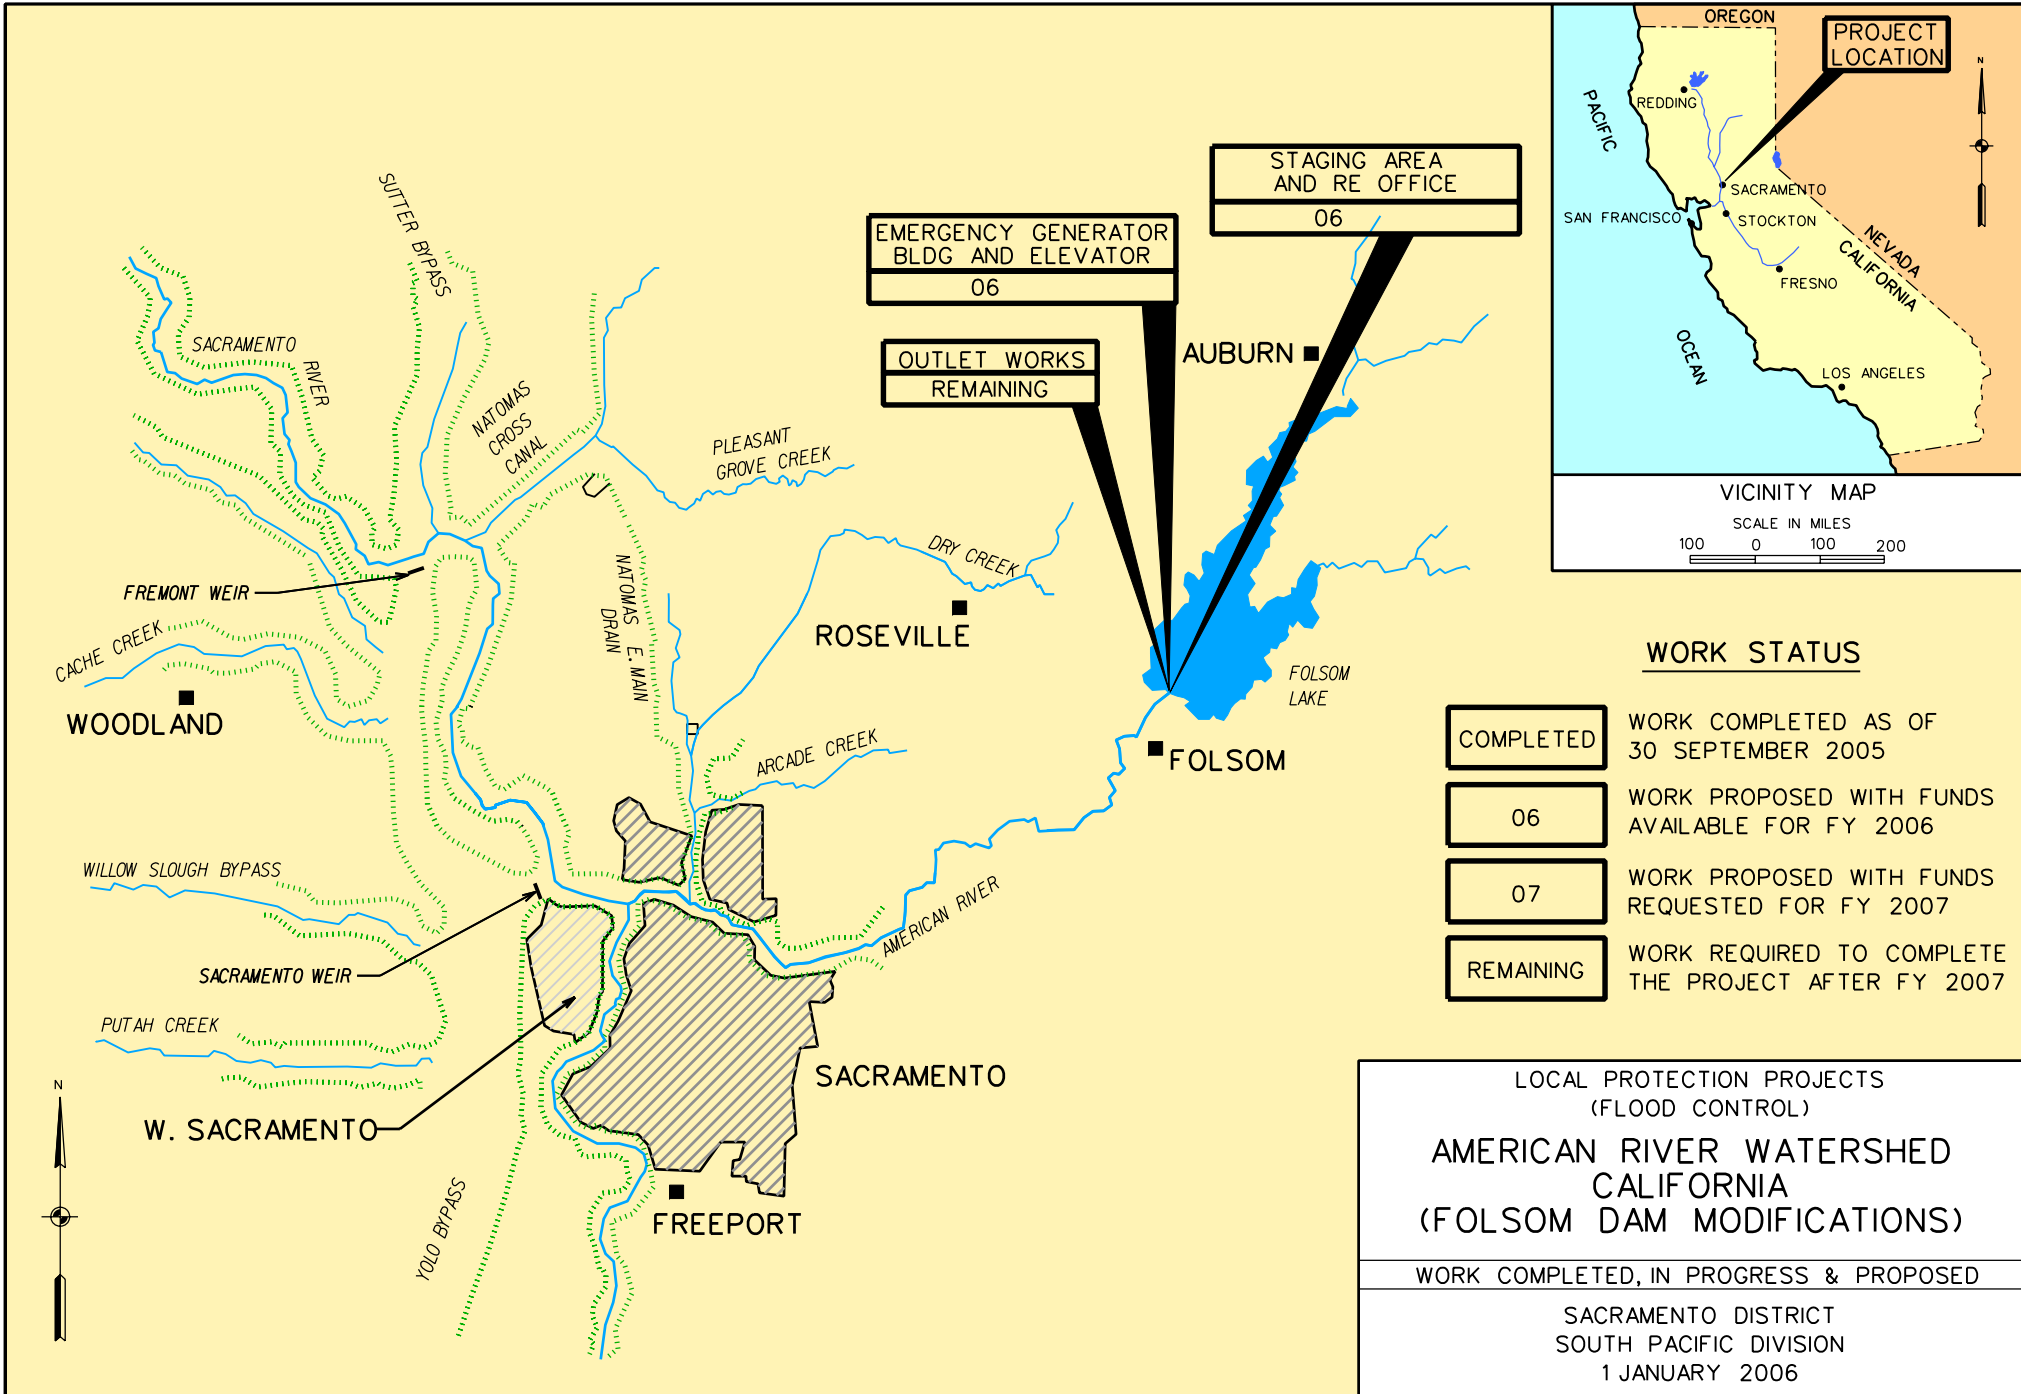 OREGON
PROJECT
LOCATION
N
REDDING
PACIFIC
SACRAMENTO
SAN FRANCISCO
STOCKTON
NEVADA
CALIFORNIA
FRESNO
OCEAN
LOS ANGELES
VICINITY MAP
SCALE IN MILES
100 0 100 200
STAGING AREA
AND RE OFFICE
06
EMERGENCY GENERATOR
BLDG AND ELEVATOR
06
OUTLET WORKS
REMAINING
AUBURN
SUTTER BYPASS
SACRAMENTO
RIVER
NATOMAS
CROSS
CANAL
PLEASANT
GROVE CREEK
DRY CREEK
NATOMAS E. MAIN
DRAIN
FREMONT WEIR
CACHE CREEK
ROSEVILLE
FOLSOM
LAKE
WOODLAND
ARCADE CREEK
FOLSOM
WILLOW SLOUGH BYPASS
AMERICAN RIVER
SACRAMENTO WEIR
PUTAH CREEK
SACRAMENTO
N
W. SACRAMENTO
YOLO BYPASS
FREEPORT
WORK STATUS
COMPLETED
WORK COMPLETED AS OF
30 SEPTEMBER 2005
06
WORK PROPOSED WITH FUNDS
AVAILABLE FOR FY 2006
07
WORK PROPOSED WITH FUNDS
REQUESTED FOR FY 2007
REMAINING
WORK REQUIRED TO COMPLETE
THE PROJECT AFTER FY 2007
LOCAL PROTECTION PROJECTS
(FLOOD CONTROL)
AMERICAN RIVER WATERSHED
CALIFORNIA
(FOLSOM DAM MODIFICATIONS)
WORK COMPLETED, IN PROGRESS & PROPOSED
SACRAMENTO DISTRICT
SOUTH PACIFIC DIVISION
1 JANUARY 2006